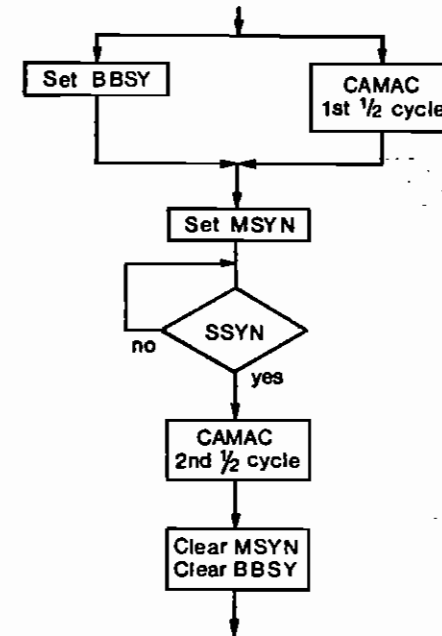 Set BBSY
CAMAC
1st ½ cycle
Set MSYN
SSYN
no
yes
CAMAC
2nd ½ cycle
Clear MSYN
Clear BBSY